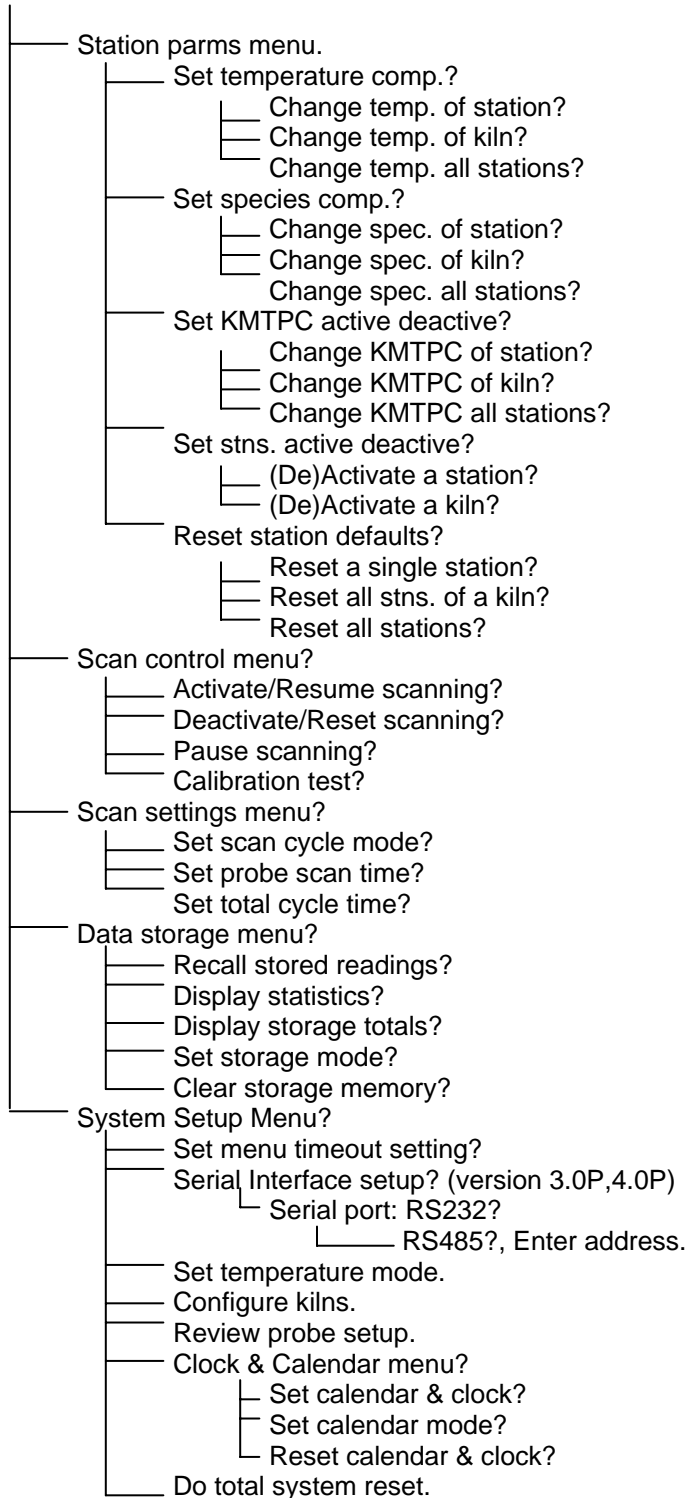 Station parms menu.
Set temperature comp.?
Change temp. of station?
Change temp. of kiln?
Change temp. all stations?
Set species comp.?
Change spec. of station?
Change spec. of kiln?
Change spec. all stations?
Set KMTPC active deactive?
Change KMTPC of station?
Change KMTPC of kiln?
Change KMTPC all stations?
Set stns. active deactive?
(De)Activate a station?
(De)Activate a kiln?
Reset station defaults?
Reset a single station?
Reset all stns. of a kiln?
Reset all stations?
Scan control menu?
Activate/Resume scanning?
Deactivate/Reset scanning?
Pause scanning?
Calibration test?
Scan settings menu?
Set scan cycle mode?
Set probe scan time?
Set total cycle time?
Data storage menu?
Recall stored readings?
Display statistics?
Display storage totals?
Set storage mode?
Clear storage memory?
System Setup Menu?
Set menu timeout setting?
Serial Interface setup? (version 3.0P,4.0P)
Serial port: RS232?
RS485?, Enter address.
Set temperature mode.
Configure kilns.
Review probe setup.
Clock & Calendar menu?
Set calendar & clock?
Set calendar mode?
Reset calendar & clock?
Do total system reset.